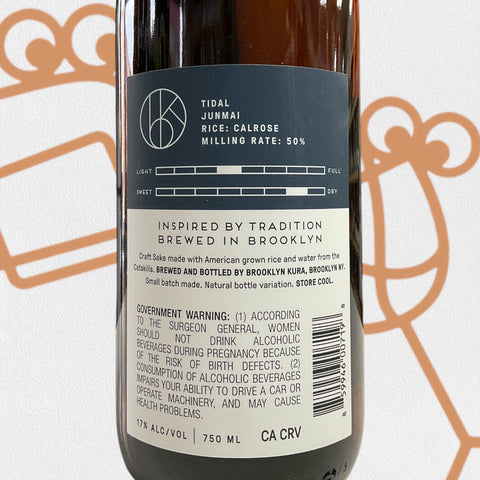 TIDAL
JUNMAI
RICE: CALROSE
MILLING RATE: 50%
LIGHT FULL
SWEET DRY
INSPIRED BY TRADITION
BREWED IN BROOKLYN
Craft Sake made with American grown rice and water from the
Catskills. BREWED AND BOTTLED BY BROOKLYN KURA, BROOKLYN NY.
Small batch made. Natural bottle variation. STORE COOL.
GOVERNMENT WARNING: (1) ACCORDING
TO THE SURGEON GENERAL, WOMEN
SHOULD NOT DRINK ALCOHOLIC
BEVERAGES DURING PREGNANCY BECAUSE
OF THE RISK OF BIRTH DEFECTS. (2)
CONSUMPTION OF ALCOHOLIC BEVERAGES
IMPAIRS YOUR ABILITY TO DRIVE A CAR OR
OPERATE MACHINERY, AND MAY CAUSE
HEALTH PROBLEMS.
8 59946 00719 8
17% ALC/VOL | 750 ML CA CRV